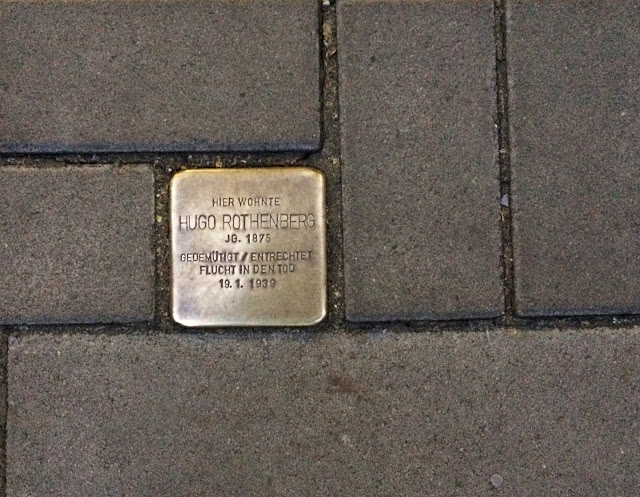 HIER WOHNTE
HUGO ROTHENBERG
JG. 1875
GEDEMÜTIGT / ENTRECHTET
FLUCHT IN DEN TOD
19.1. 1939